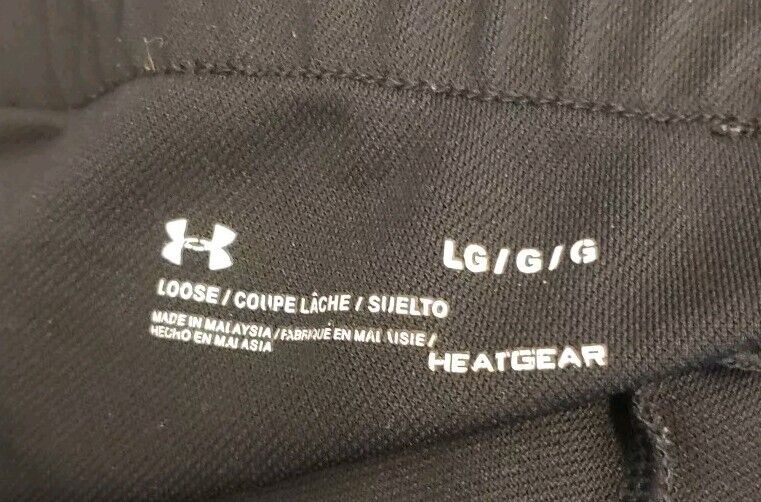 LG/G/G
LOOSE/COUPE LÂCHE/SUELTO
MADE IN MALAYSIA/FABRIQUÉ EN MALAISIE/
HECHO EN MALASIA
HEATGEAR